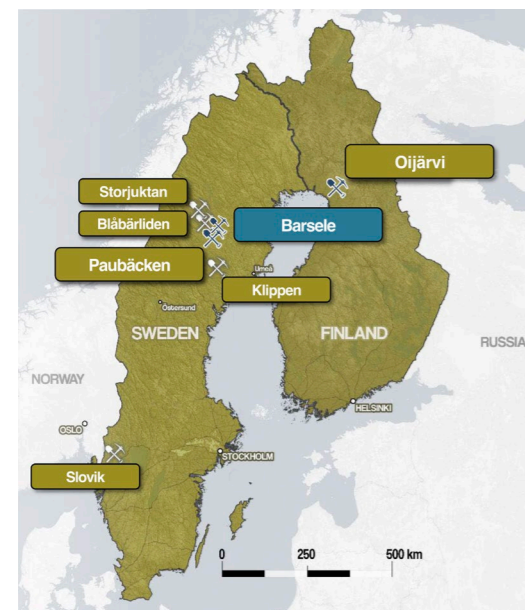 Oijärvi
Storjuktan
Blåbärliden
Barsele
Paubäcken
Umeå
Klippen
Östersund
SWEDEN
FINLAND
RUSSIA
NORWAY
HELSINKI
OSLO
STOCKHOLM
Slovik
0 250 500 km